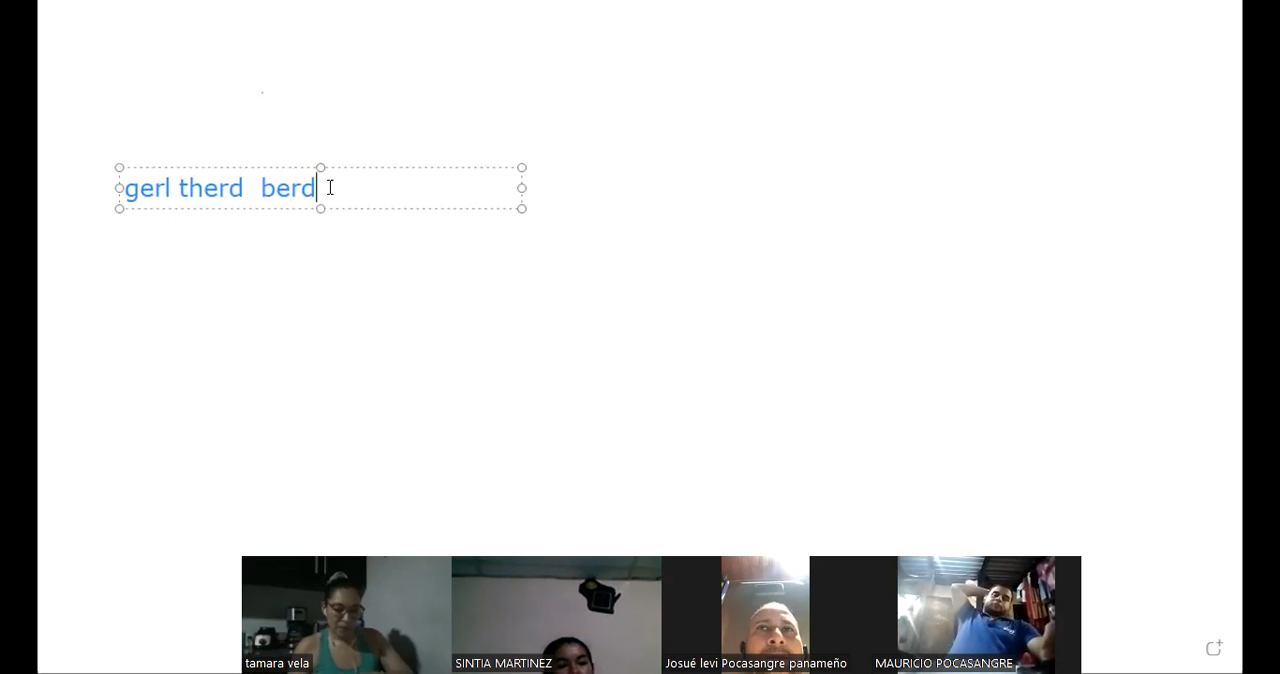 gerl therd  berd
tamara vela
SINTIA MARTINEZ
Josué levi Pocasangre panameño
MAURICIO POCASANGRE